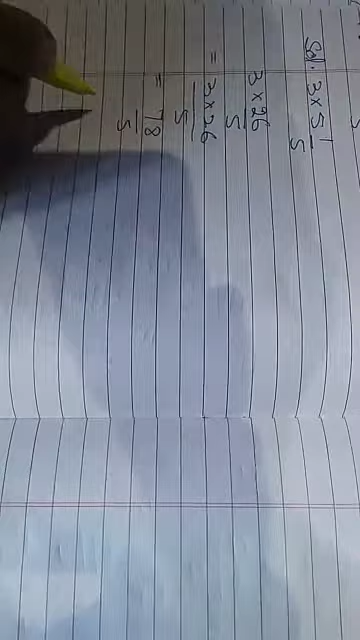 Sol. 3 × 5 1/5
3 × 26/5
= 3 × 26/5
= 78/5